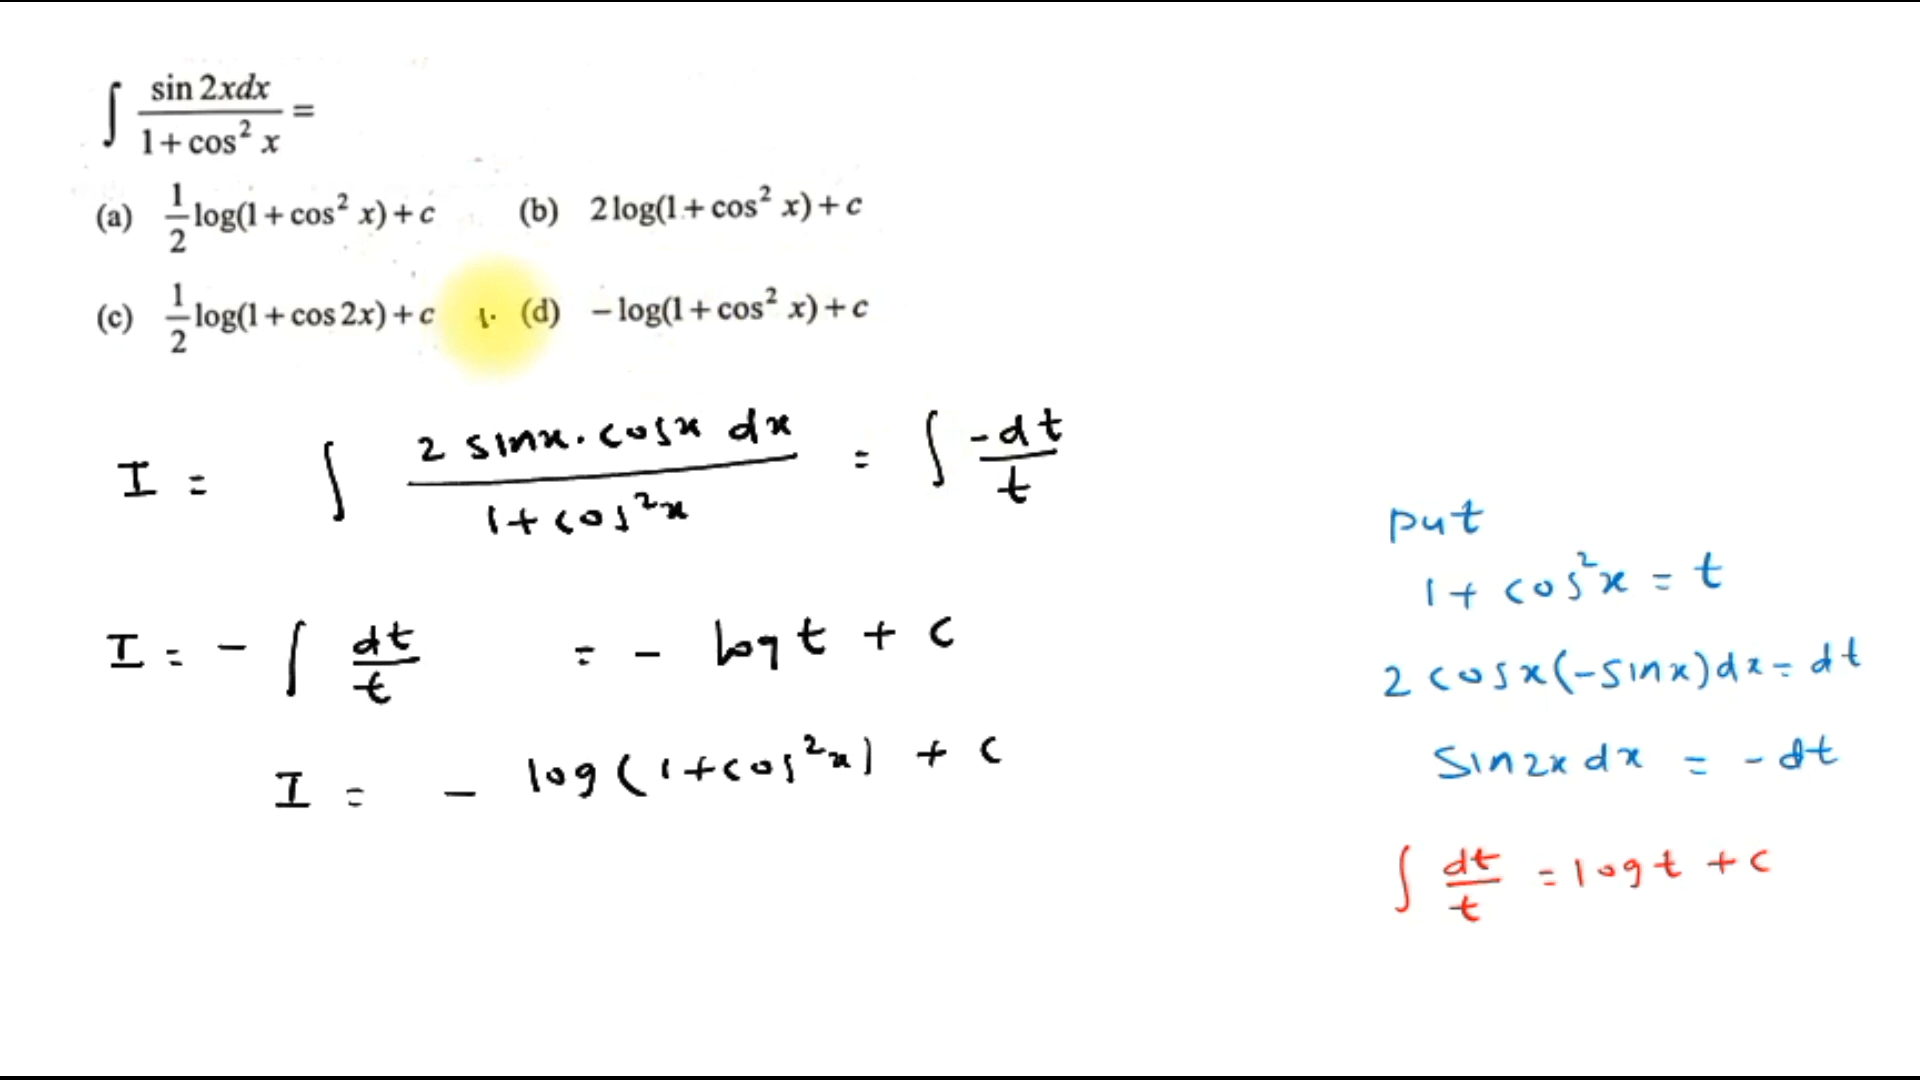 ∫ sin 2xdx / 1 + cos² x =
(a) 1/2 log(1 + cos² x) + c (b) 2 log(1 + cos² x) + c
(c) 1/2 log(1 + cos 2x) + c (d) − log(1 + cos² x) + c
I = ∫ 2 sinx . cosx dx / 1 + cos²x = ∫ -dt / t
I = - ∫ dt / t = - log t + c
I = - log (1 + cos²x) + c
put
1 + cos²x = t
2 cosx (-sinx) dx = dt
Sin2x dx = - dt
∫ dt / t = log t + c